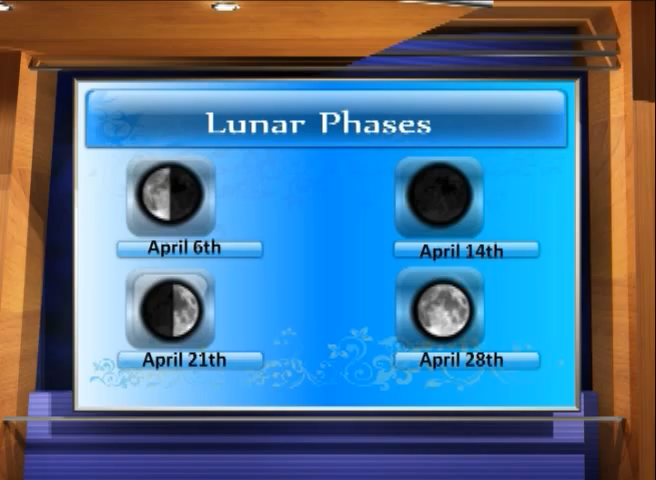 Lunar Phases
April 6th
April 14th
April 21th
April 28th